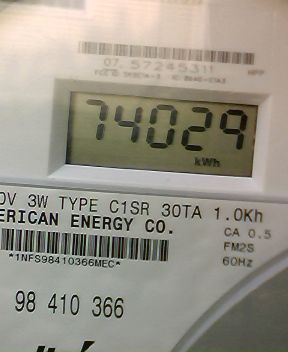 07. 57245311
74029
kWh
0V 3W TYPE C1SR 30TA 1.0Kh
ERICAN ENERGY CO.
CA 0.5
FM2S
*1NFS98410366MEC*
60Hz
98 410 366